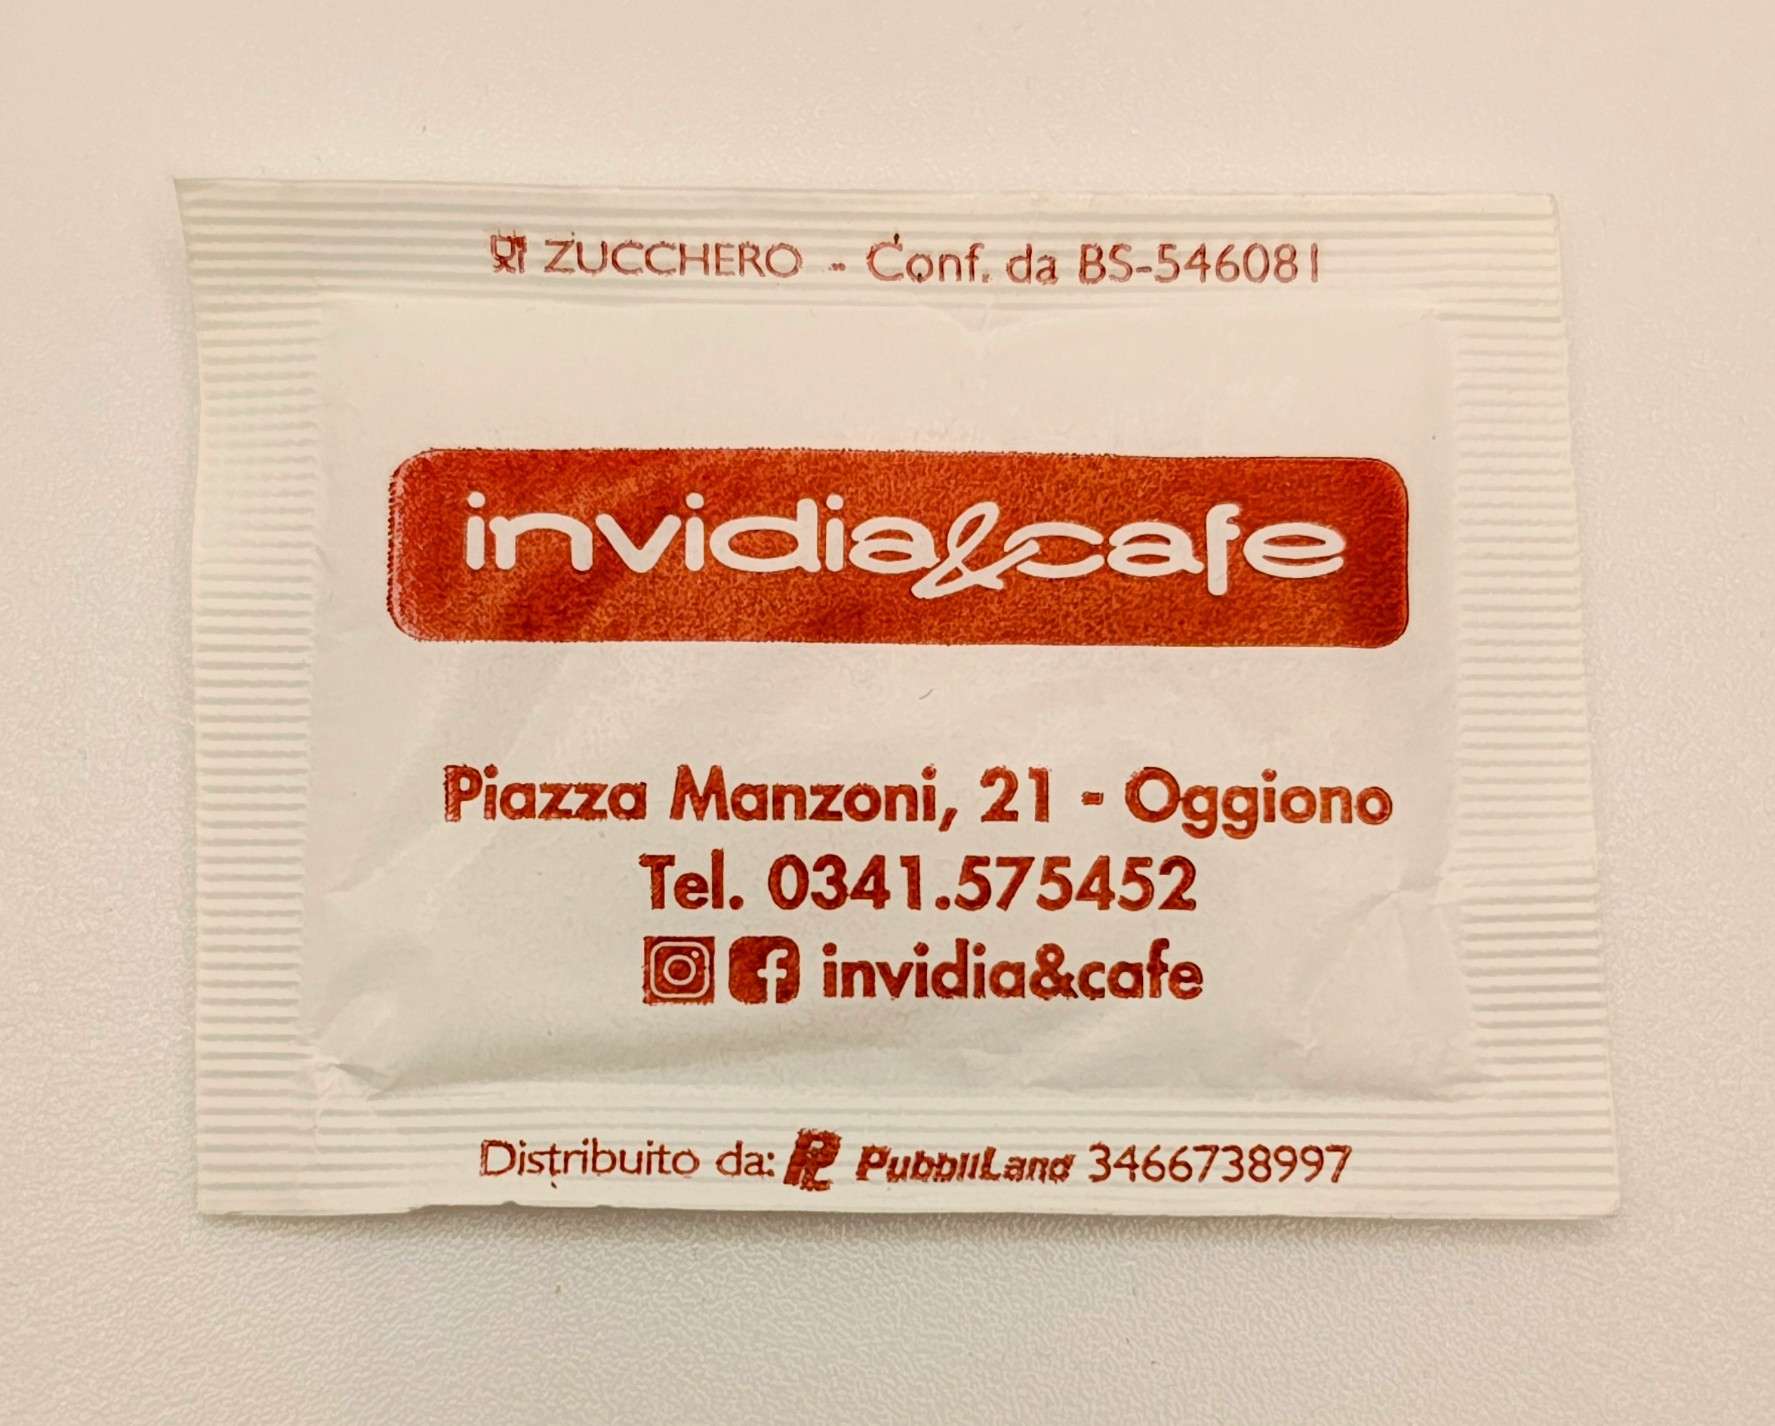 ZUCCHERO - Conf. da BS-546081
invidia&cafe
Piazza Manzoni, 21 - Oggiono
Tel. 0341.575452
invidia&cafe
Distribuito da: PL PubbliLand 3466738997